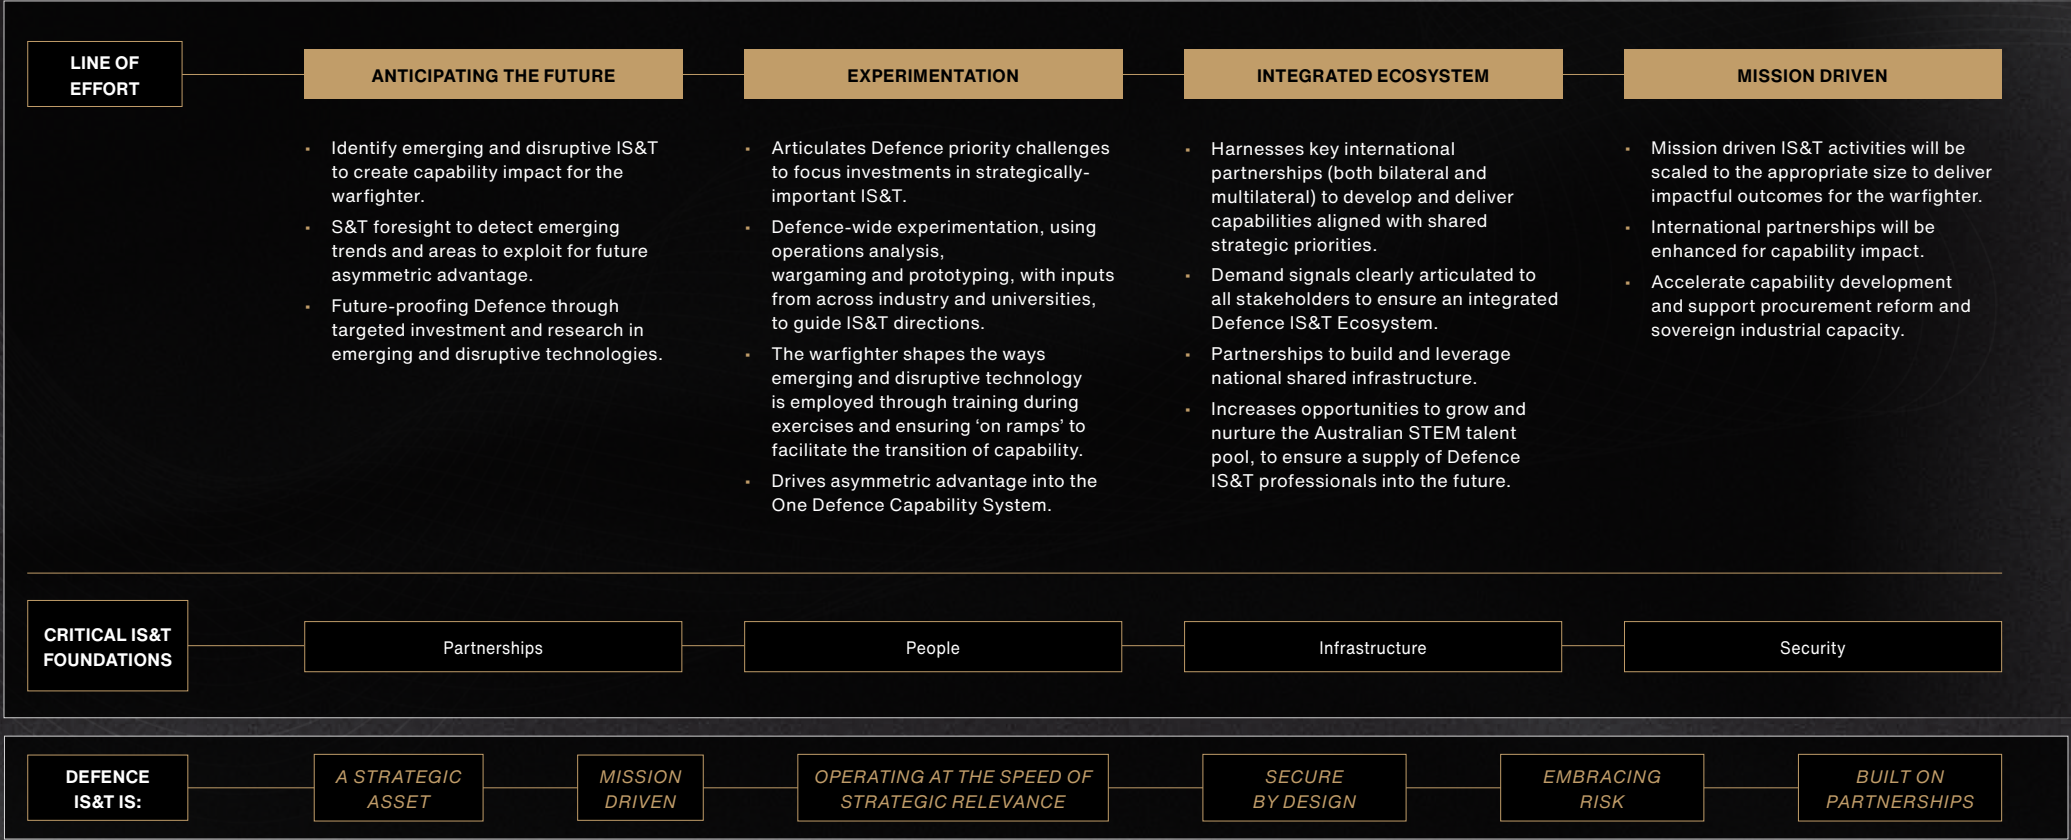 LINE OF
EFFORT
ANTICIPATING THE FUTURE
▪ Identify emerging and disruptive IS&T
to create capability impact for the
warfighter.
▪ S&T foresight to detect emerging
trends and areas to exploit for future
asymmetric advantage.
▪ Future-proofing Defence through
targeted investment and research in
emerging and disruptive technologies.
EXPERIMENTATION
▪ Articulates Defence priority challenges
to focus investments in strategically-
important IS&T.
▪ Defence-wide experimentation, using
operations analysis,
wargaming and prototyping, with inputs
from across industry and universities,
to guide IS&T directions.
▪ The warfighter shapes the ways
emerging and disruptive technology
is employed through training during
exercises and ensuring ‘on ramps’ to
facilitate the transition of capability.
▪ Drives asymmetric advantage into the
One Defence Capability System.
INTEGRATED ECOSYSTEM
▪ Harnesses key international
partnerships (both bilateral and
multilateral) to develop and deliver
capabilities aligned with shared
strategic priorities.
▪ Demand signals clearly articulated to
all stakeholders to ensure an integrated
Defence IS&T Ecosystem.
▪ Partnerships to build and leverage
national shared infrastructure.
▪ Increases opportunities to grow and
nurture the Australian STEM talent
pool, to ensure a supply of Defence
IS&T professionals into the future.
MISSION DRIVEN
▪ Mission driven IS&T activities will be
scaled to the appropriate size to deliver
impactful outcomes for the warfighter.
▪ International partnerships will be
enhanced for capability impact.
▪ Accelerate capability development
and support procurement reform and
sovereign industrial capacity.
CRITICAL IS&T
FOUNDATIONS
Partnerships
People
Infrastructure
Security
DEFENCE
IS&T IS:
A STRATEGIC
ASSET
MISSION
DRIVEN
OPERATING AT THE SPEED OF
STRATEGIC RELEVANCE
SECURE
BY DESIGN
EMBRACING
RISK
BUILT ON
PARTNERSHIPS